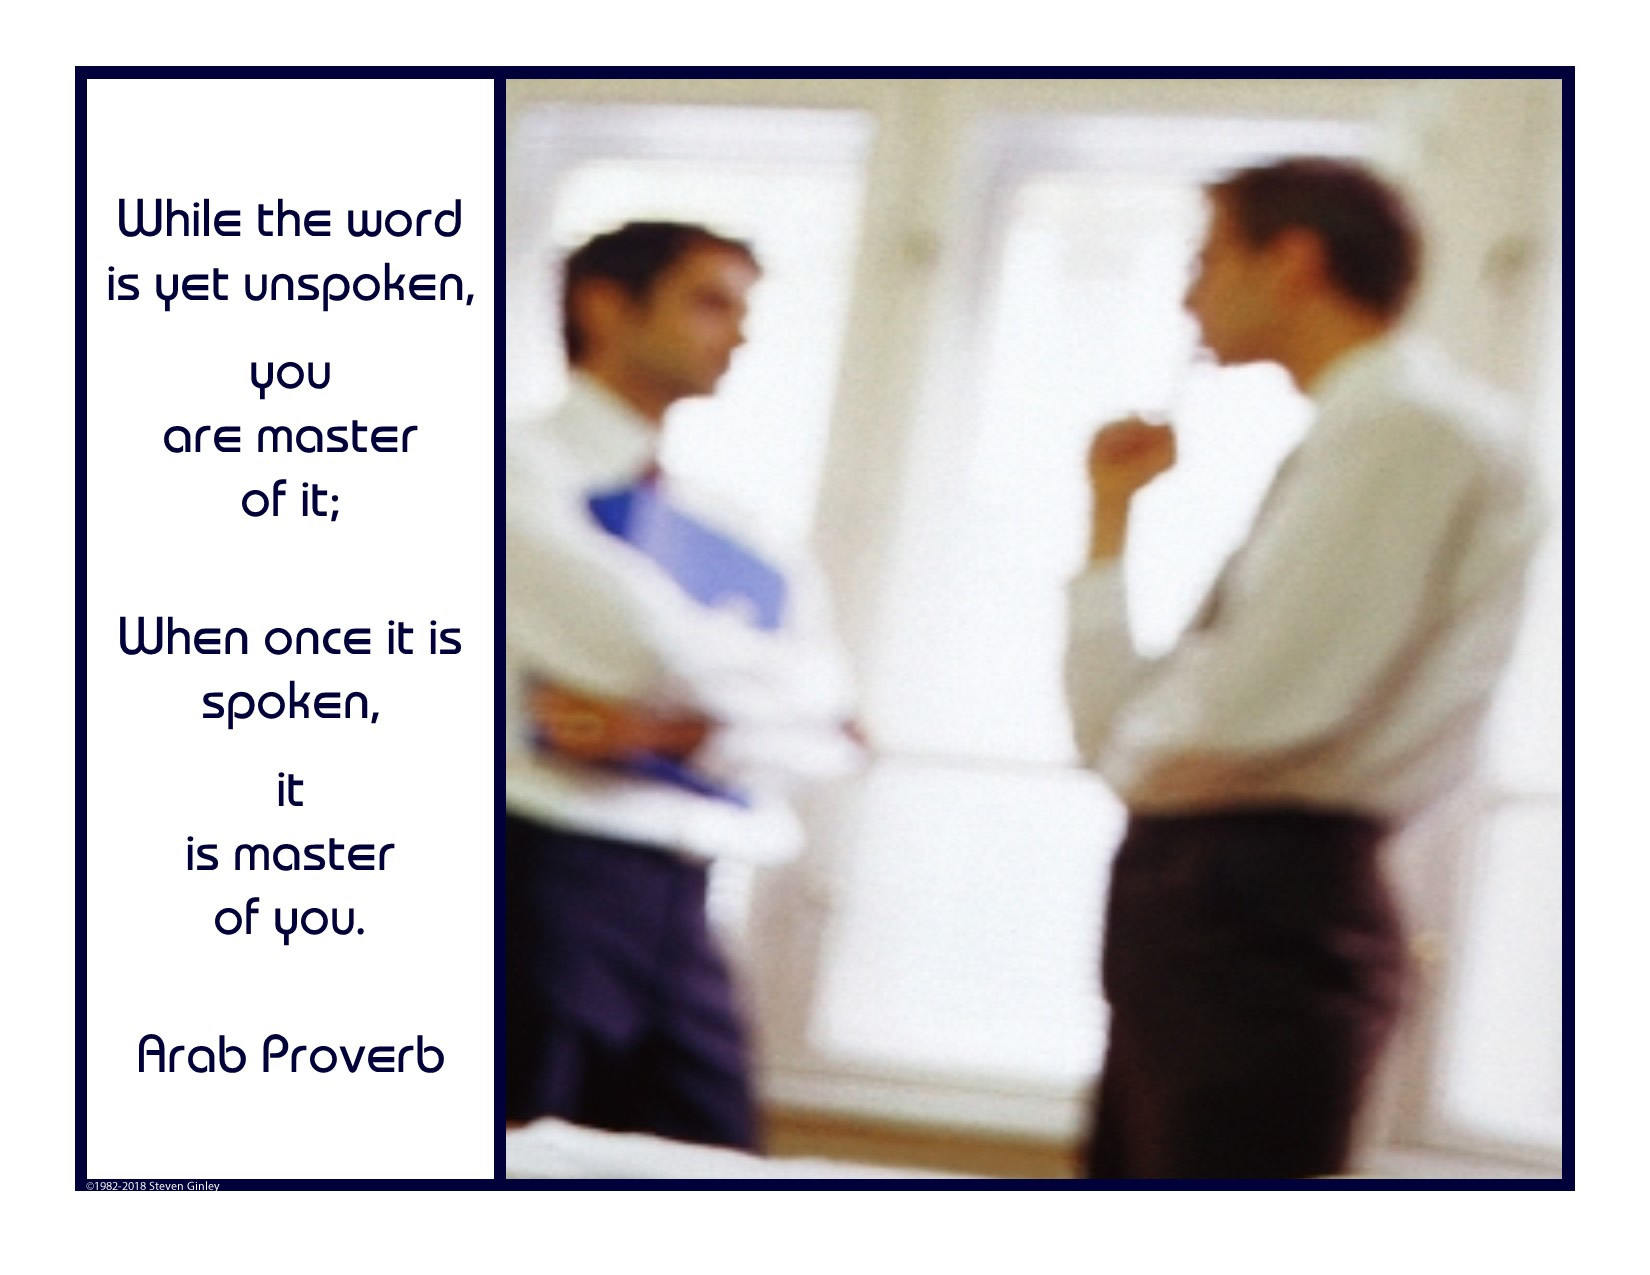 While the word
is yet unspoken,
you
are master
of it;
When once it is
spoken,
it
is master
of you.
Arab Proverb
©1982-2018 Steven Ginley